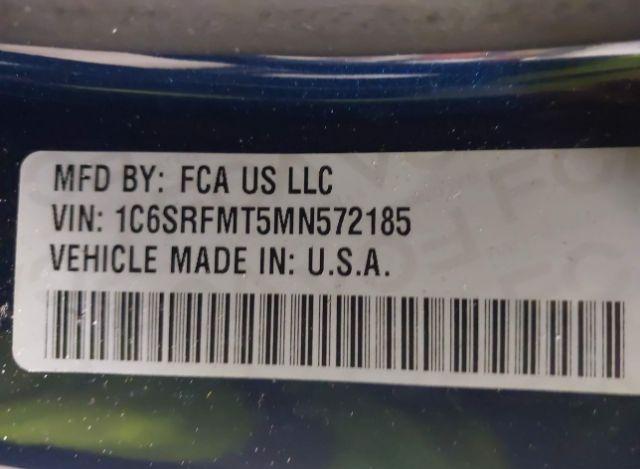 MFD BY: FCA US LLC
VIN: 1C6SRFMT5MN572185
VEHICLE MADE IN: U.S.A.